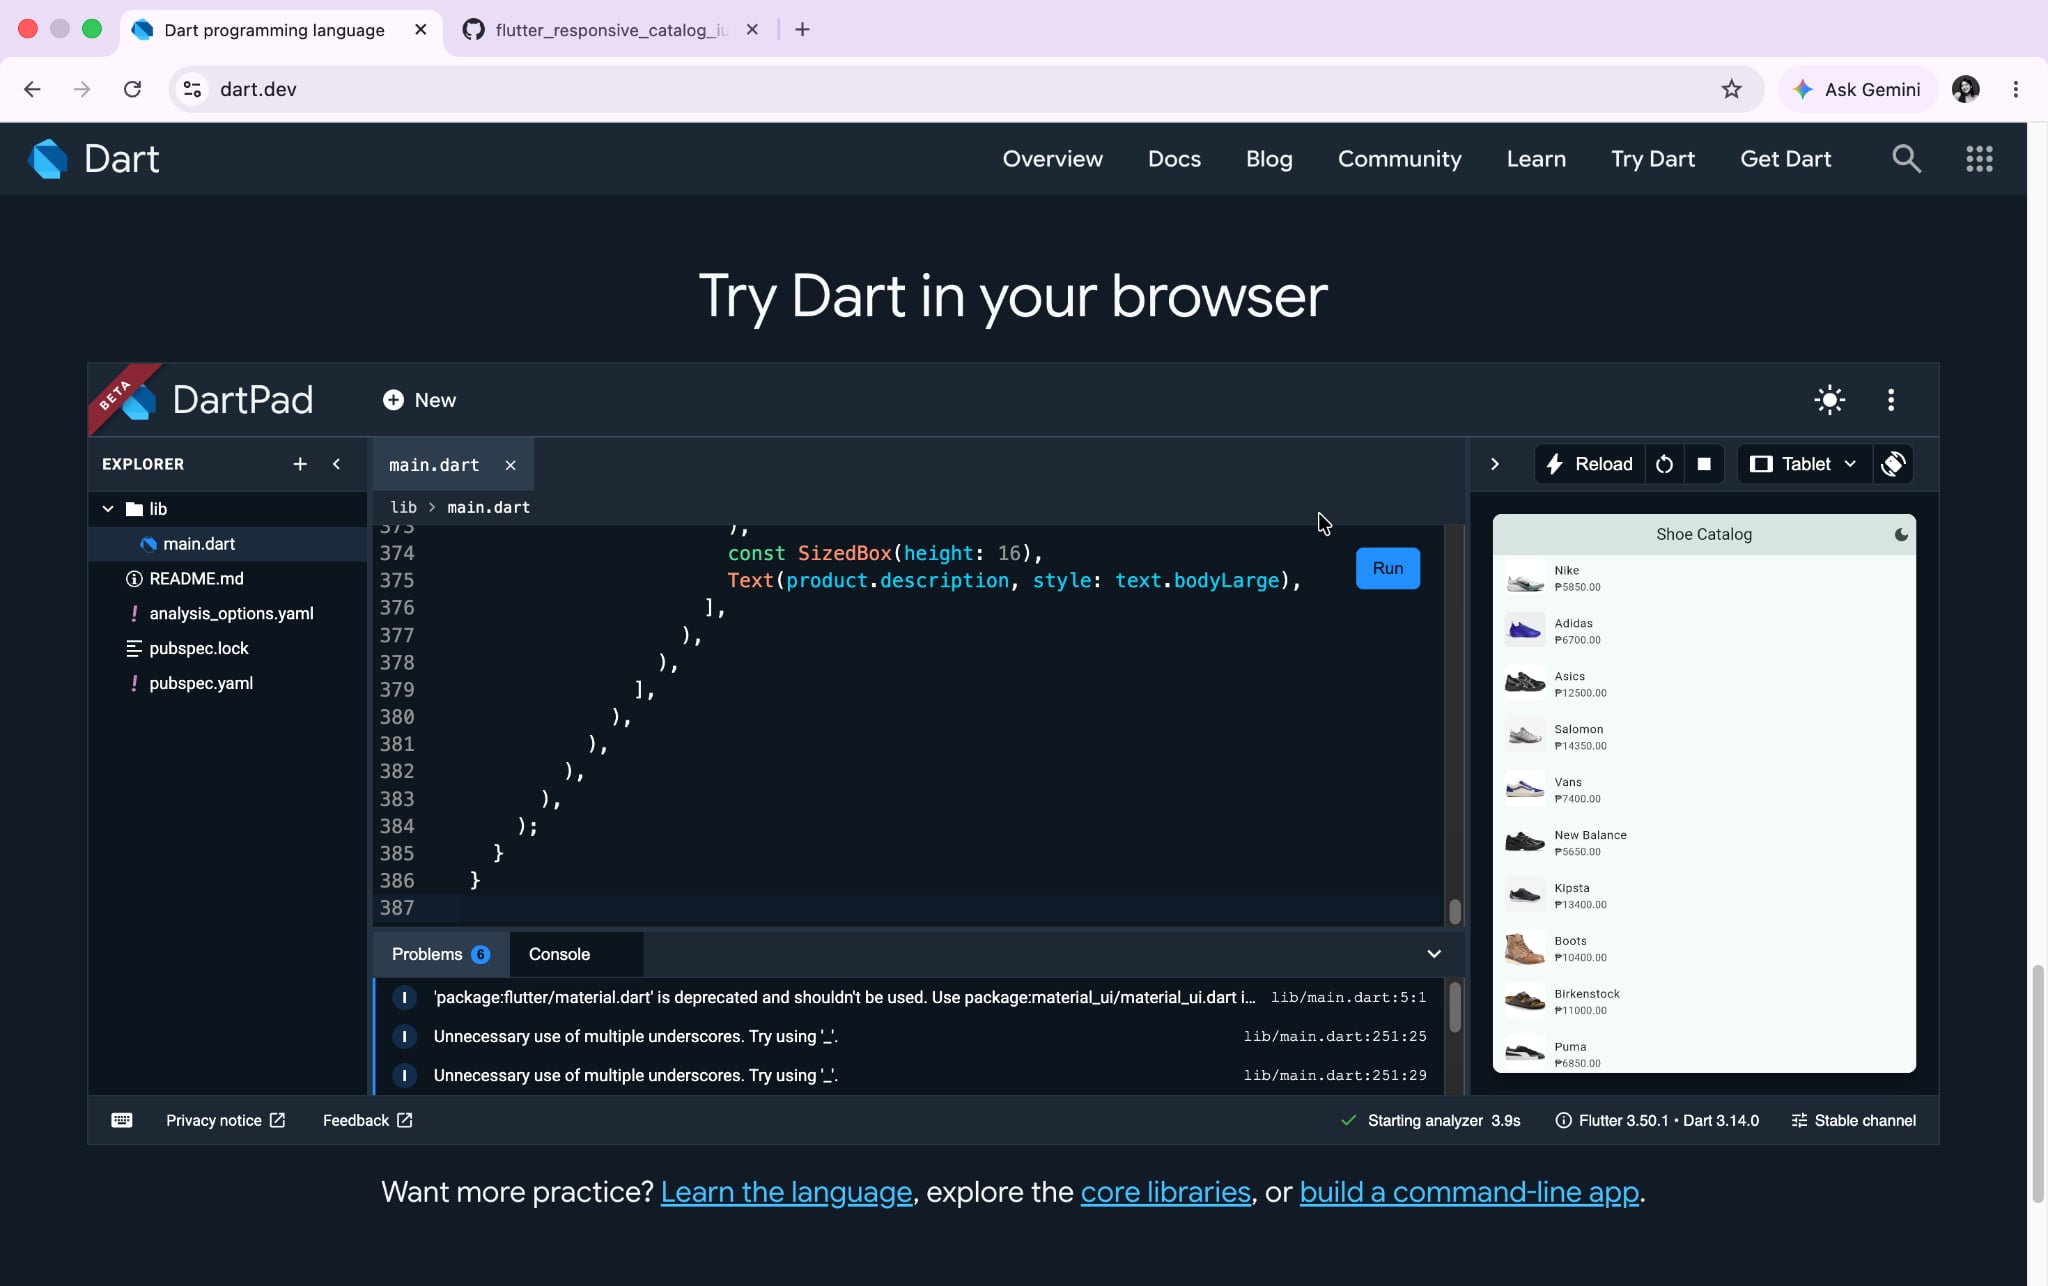 Dart programming language
flutter_responsive_catalog_iu
dart.dev
Ask Gemini
Dart
Overview
Docs
Blog
Community
Learn
Try Dart
Get Dart
Try Dart in your browser
BETA
DartPad
New
EXPLORER
main.dart
Reload
Tablet
lib
lib > main.dart
main.dart
README.md
analysis_options.yaml
pubspec.lock
pubspec.yaml
373 ),
374 const SizedBox(height: 16),
375 Text(product.description, style: text.bodyLarge),
376 ],
377 ),
378 ),
379 ],
380 ),
381 ),
382 ),
383 ),
384 );
385 }
386 }
387
Run
Problems 6
Console
'package:flutter/material.dart' is deprecated and shouldn't be used. Use package:material_ui/material_ui.dart i... lib/main.dart:5:1
Unnecessary use of multiple underscores. Try using '_'. lib/main.dart:251:25
Unnecessary use of multiple underscores. Try using '_'. lib/main.dart:251:29
Shoe Catalog
Nike
₱5850.00
Adidas
₱6700.00
Asics
₱12500.00
Salomon
₱14350.00
Vans
₱7400.00
New Balance
₱5650.00
Kipsta
₱13400.00
Boots
₱10400.00
Birkenstock
₱11000.00
Puma
₱6850.00
Privacy notice
Feedback
Starting analyzer 3.9s
Flutter 3.50.1 • Dart 3.14.0
Stable channel
Want more practice? Learn the language, explore the core libraries, or build a command-line app.